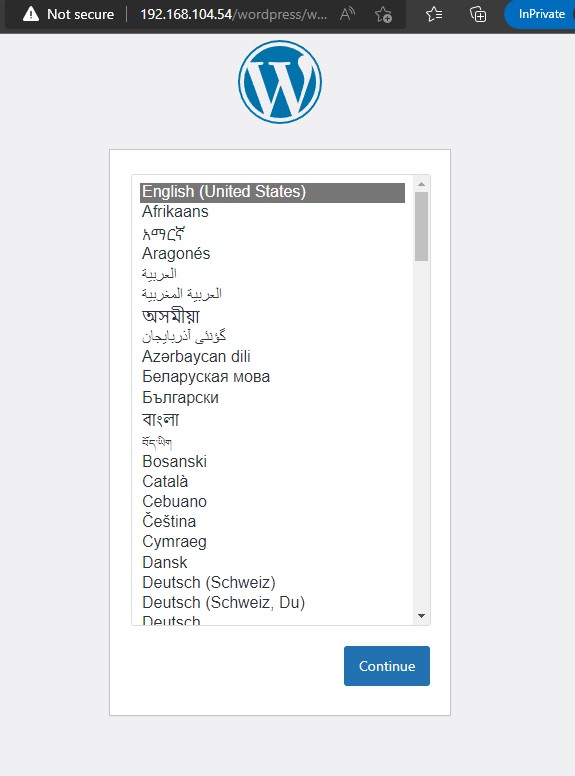 Not secure 192.168.104.54/wordpress/w... InPrivate
English (United States)
Afrikaans
አማርኛ
Aragonés
العربية
العربية المغربية
অসমীয়া
گؤنئی آذربایجان
Azərbaycan dili
Беларуская мова
Български
বাংলা
བོད་ཡིག
Bosanski
Català
Cebuano
Čeština
Cymraeg
Dansk
Deutsch (Schweiz)
Deutsch (Schweiz, Du)
Deutsch
Continue